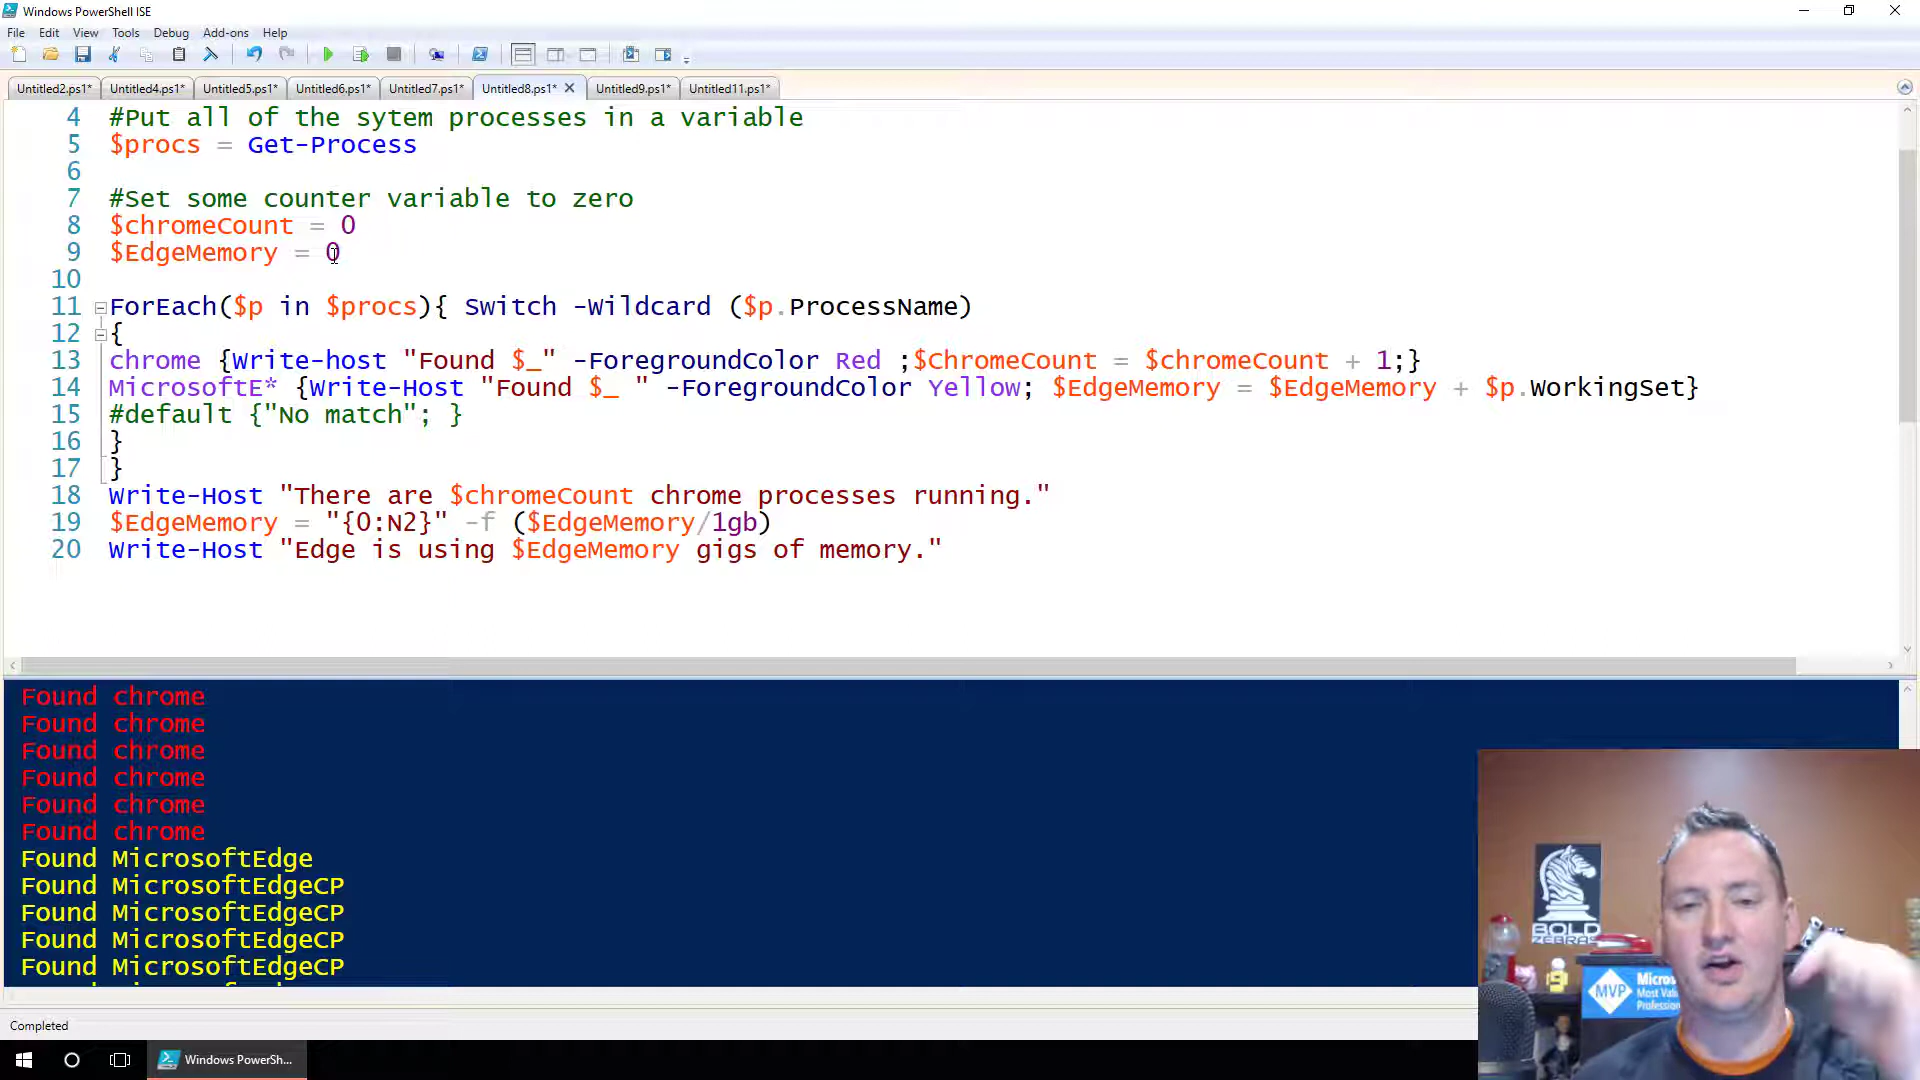 Windows PowerShell ISE
File Edit View Tools Debug Add-ons Help
Untitled2.ps1* Untitled4.ps1* Untitled5.ps1* Untitled6.ps1* Untitled7.ps1* Untitled8.ps1* Untitled9.ps1* Untitled11.ps1*
4 #Put all of the sytem processes in a variable
5 $procs = Get-Process
6
7 #Set some counter variable to zero
8 $chromeCount = 0
9 $EdgeMemory = 0
10
11 ForEach($p in $procs){ Switch -Wildcard ($p.ProcessName)
12 {
13 chrome {Write-host "Found $_" -ForegroundColor Red ;$ChromeCount = $chromeCount + 1;}
14 MicrosoftE* {Write-Host "Found $_ " -ForegroundColor Yellow; $EdgeMemory = $EdgeMemory + $p.WorkingSet}
15 #default {"No match"; }
16 }
17 }
18 Write-Host "There are $chromeCount chrome processes running."
19 $EdgeMemory = "{0:N2}" -f ($EdgeMemory/1gb)
20 Write-Host "Edge is using $EdgeMemory gigs of memory."
Found chrome
Found chrome
Found chrome
Found chrome
Found chrome
Found chrome
Found MicrosoftEdge
Found MicrosoftEdgeCP
Found MicrosoftEdgeCP
Found MicrosoftEdgeCP
Found MicrosoftEdgeCP
BOLD
ZEBRAS
MVP
Micros
Most Val
Professio
Completed
Windows PowerSh...